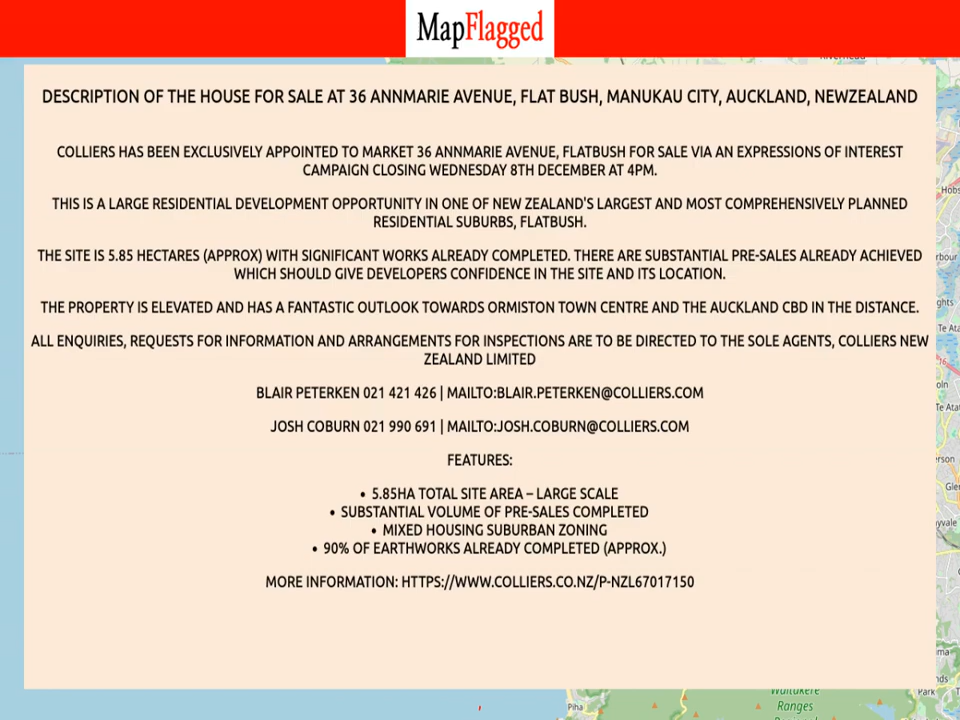 MapFlagged
DESCRIPTION OF THE HOUSE FOR SALE AT 36 ANNMARIE AVENUE, FLAT BUSH, MANUKAU CITY, AUCKLAND, NEWZEALAND
COLLIERS HAS BEEN EXCLUSIVELY APPOINTED TO MARKET 36 ANNMARIE AVENUE, FLATBUSH FOR SALE VIA AN EXPRESSIONS OF INTEREST
CAMPAIGN CLOSING WEDNESDAY 8TH DECEMBER AT 4PM.
THIS IS A LARGE RESIDENTIAL DEVELOPMENT OPPORTUNITY IN ONE OF NEW ZEALAND'S LARGEST AND MOST COMPREHENSIVELY PLANNED
RESIDENTIAL SUBURBS, FLATBUSH.
THE SITE IS 5.85 HECTARES (APPROX) WITH SIGNIFICANT WORKS ALREADY COMPLETED. THERE ARE SUBSTANTIAL PRE-SALES ALREADY ACHIEVED
WHICH SHOULD GIVE DEVELOPERS CONFIDENCE IN THE SITE AND ITS LOCATION.
THE PROPERTY IS ELEVATED AND HAS A FANTASTIC OUTLOOK TOWARDS ORMISTON TOWN CENTRE AND THE AUCKLAND CBD IN THE DISTANCE.
ALL ENQUIRIES, REQUESTS FOR INFORMATION AND ARRANGEMENTS FOR INSPECTIONS ARE TO BE DIRECTED TO THE SOLE AGENTS, COLLIERS NEW
ZEALAND LIMITED
BLAIR PETERKEN 021 421 426 | MAILTO:BLAIR.PETERKEN@COLLIERS.COM
JOSH COBURN 021 990 691 | MAILTO:JOSH.COBURN@COLLIERS.COM
FEATURES:
• 5.85HA TOTAL SITE AREA – LARGE SCALE
• SUBSTANTIAL VOLUME OF PRE-SALES COMPLETED
• MIXED HOUSING SUBURBAN ZONING
• 90% OF EARTHWORKS ALREADY COMPLETED (APPROX.)
MORE INFORMATION: HTTPS://WWW.COLLIERS.CO.NZ/P-NZL67017150
Waitakere
Ranges
Piha
Park